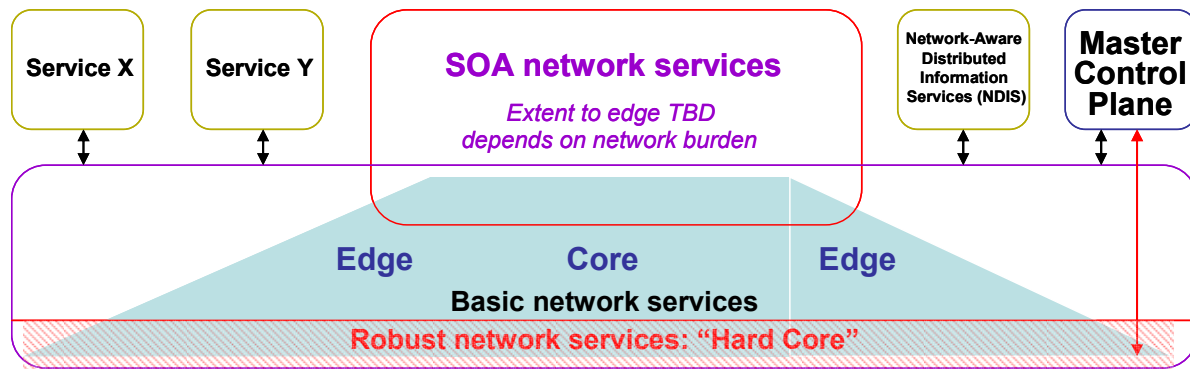 Service X
Service Y
SOA network services
Extent to edge TBD
depends on network burden
Network-Aware
Distributed
Information
Services (NDIS)
Master
Control
Plane
Edge
Core
Edge
Basic network services
Robust network services: “Hard Core”